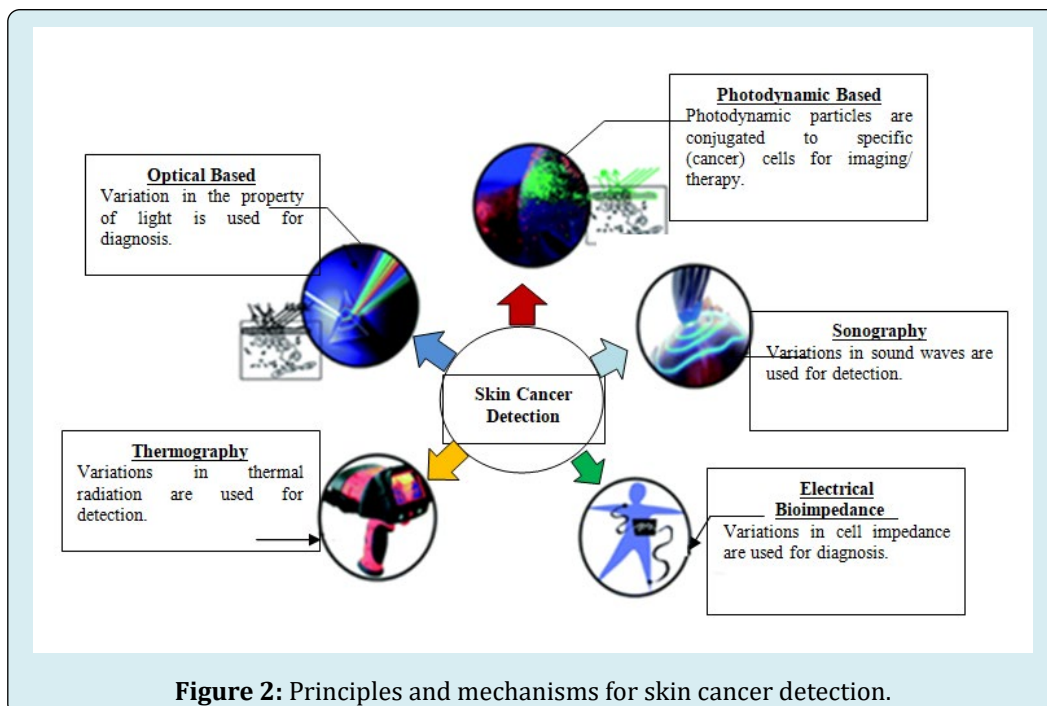 Photodynamic Based
Photodynamic particles are
conjugated to specific
(cancer) cells for imaging/
therapy.
Optical Based
Variation in the property
of light is used for
diagnosis.
Sonography
Variations in sound waves are
used for detection.
Skin Cancer
Detection
Thermography
Variations in thermal
radiation are used for
detection.
Electrical
Bioimpedance
Variations in cell impedance
are used for diagnosis.
Figure 2: Principles and mechanisms for skin cancer detection.